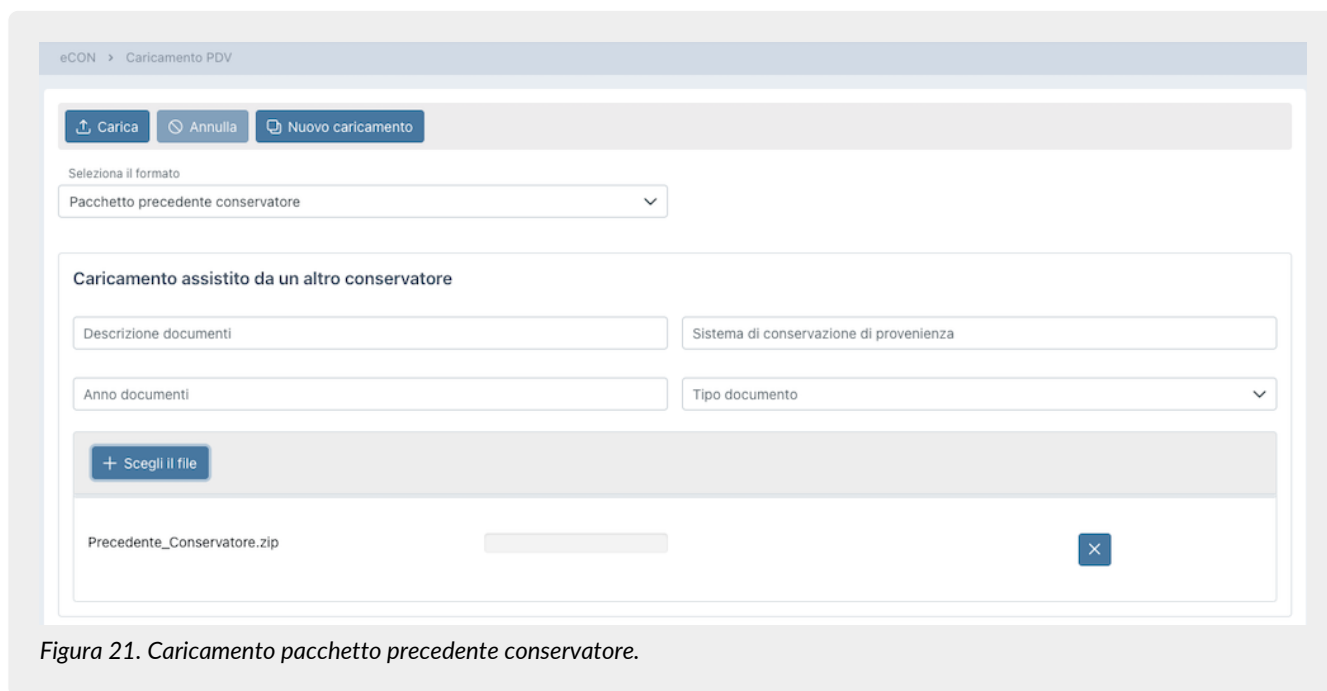 eCON > Caricamento PDV
Carica Annulla Nuovo caricamento
Seleziona il formato
Pacchetto precedente conservatore
Caricamento assistito da un altro conservatore
Descrizione documenti Sistema di conservazione di provenienza
Anno documenti Tipo documento
+ Scegli il file
Precedente_Conservatore.zip
Figura 21. Caricamento pacchetto precedente conservatore.